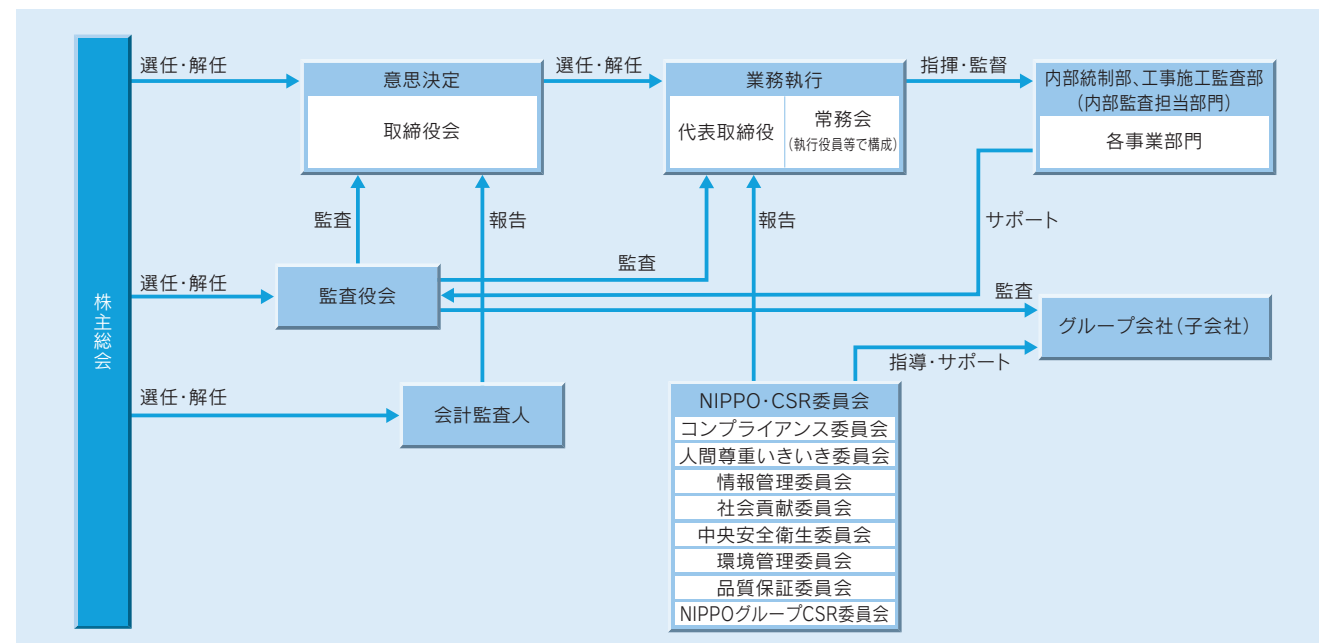 株主総会
選任・解任
意思決定
取締役会
選任・解任
業務執行
代表取締役
常務会
(執行役員等で構成)
指揮・監督
内部統制部、工事施工監査部
(内部監査担当部門)
各事業部門
監査
報告
監査
報告
サポート
選任・解任
監査役会
監査
グループ会社(子会社)
指導・サポート
選任・解任
会計監査人
NIPPO・CSR委員会
コンプライアンス委員会
人間尊重いきいき委員会
情報管理委員会
社会貢献委員会
中央安全衛生委員会
環境管理委員会
品質保証委員会
NIPPOグループCSR委員会